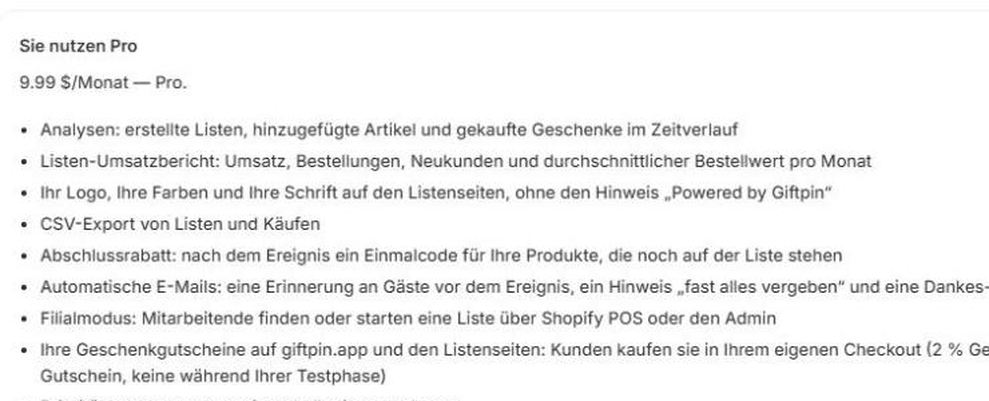 Sie nutzen Pro
9.99 $/Monat — Pro.
• Analysen: erstellte Listen, hinzugefügte Artikel und gekaufte Geschenke im Zeitverlauf
• Listen-Umsatzbericht: Umsatz, Bestellungen, Neukunden und durchschnittlicher Bestellwert pro Monat
• Ihr Logo, Ihre Farben und Ihre Schrift auf den Listenseiten, ohne den Hinweis „Powered by Giftpin“
• CSV-Export von Listen und Käufen
• Abschlussrabatt: nach dem Ereignis ein Einmalcode für Ihre Produkte, die noch auf der Liste stehen
• Automatische E-Mails: eine Erinnerung an Gäste vor dem Ereignis, ein Hinweis „fast alles vergeben“ und eine Dankes-
• Filialmodus: Mitarbeitende finden oder starten eine Liste über Shopify POS oder den Admin
• Ihre Geschenkgutscheine auf giftpin.app und den Listenseiten: Kunden kaufen sie in Ihrem eigenen Checkout (2 %
Gutschein, keine während Ihrer Testphase)